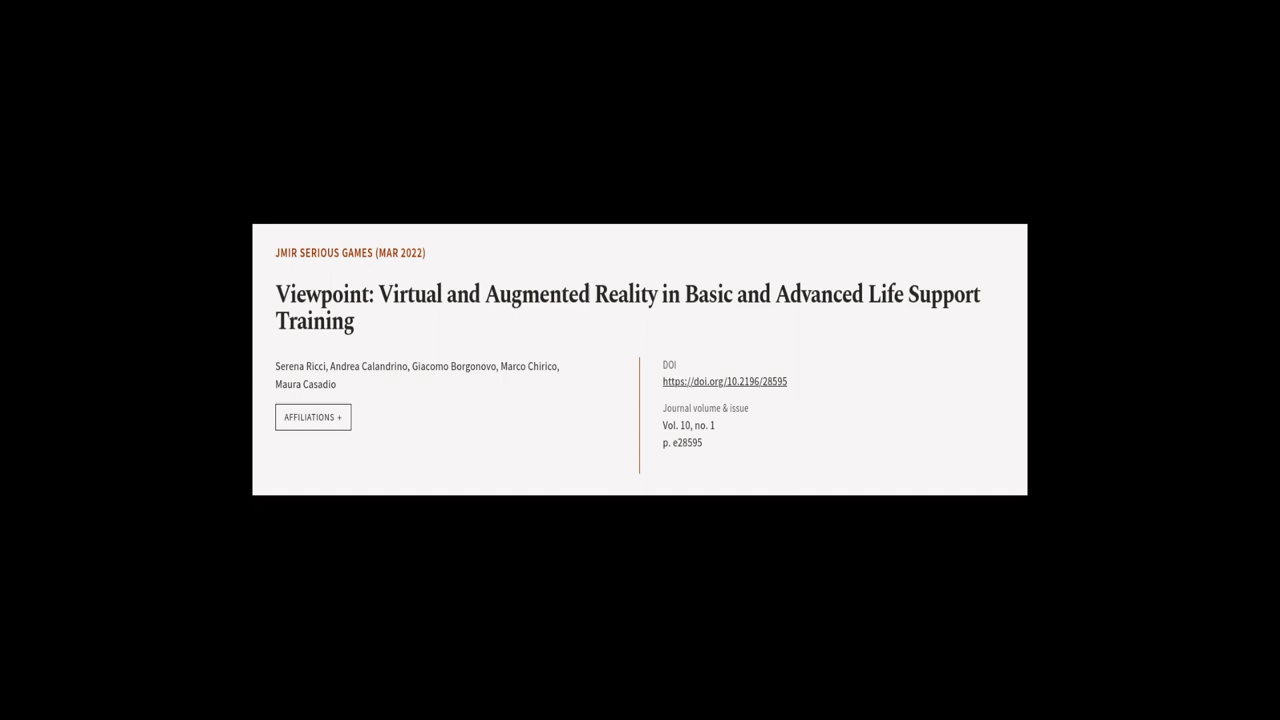 JMIR SERIOUS GAMES (MAR 2022)
Viewpoint: Virtual and Augmented Reality in Basic and Advanced Life Support
Training
Serena Ricci, Andrea Calandrino, Giacomo Borgonovo, Marco Chirico,
Maura Casadio
AFFILIATIONS +
DOI
https://doi.org/10.2196/28595
Journal volume & issue
Vol. 10, no. 1
p. e28595